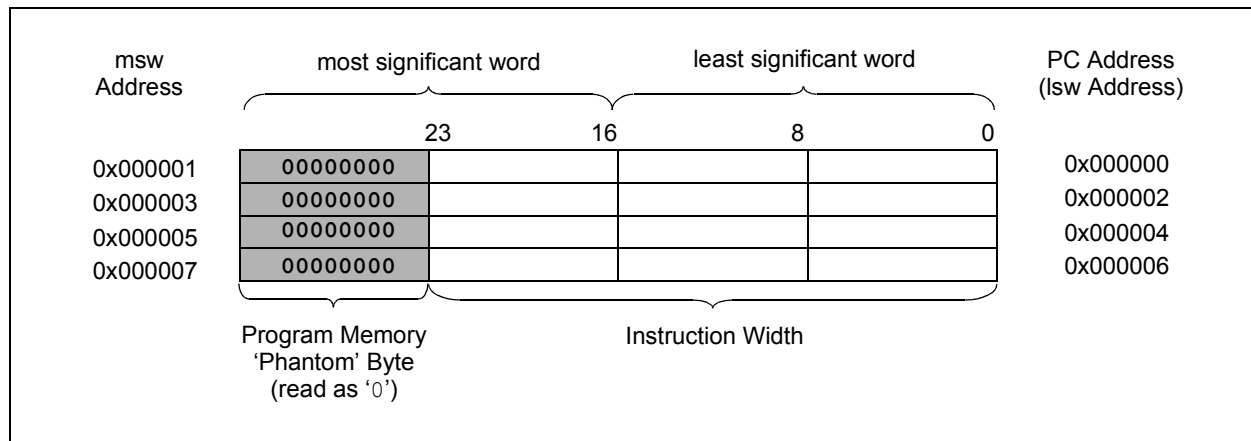 msw
Address
most significant word
least significant word
PC Address
(lsw Address)
23 16 8 0
0x000001 00000000 0x000000
0x000003 00000000 0x000002
0x000005 00000000 0x000004
0x000007 00000000 0x000006
Program Memory
‘Phantom’ Byte
(read as ‘0’)
Instruction Width